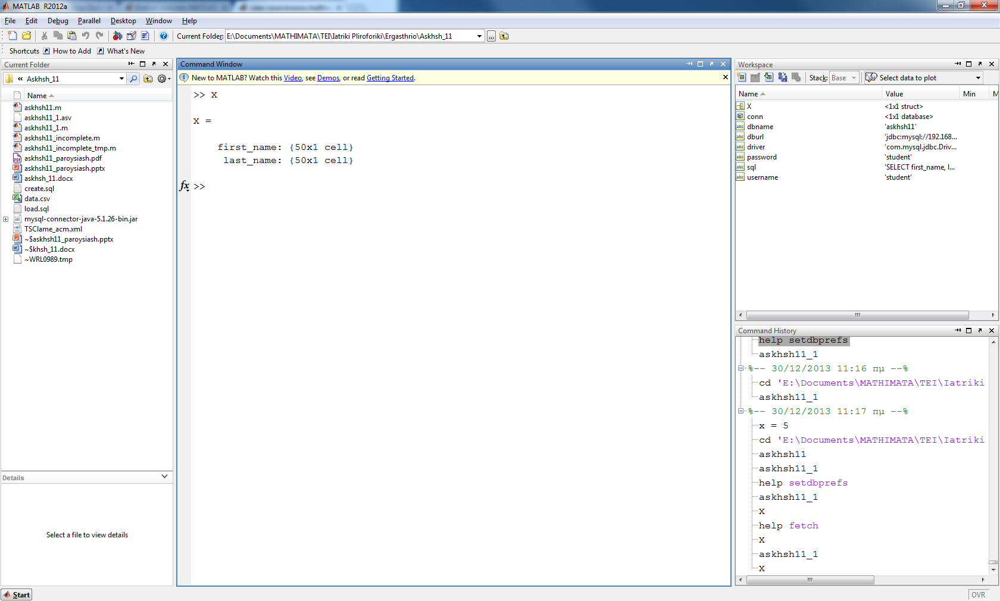 MATLAB R2012a
File Edit Debug Parallel Desktop Window Help
Current Folder: E:\Documents\MATHIMATA\TEI\Iatriki Pliroforiki\Ergasthrio\Askhsh_11
Shortcuts How to Add What's New
Current Folder
« Askhsh_11
Name
askhsh11.m
askhsh11_1.asv
askhsh11_1.m
askhsh11_incomplete.m
askhsh11_incomplete_tmp.m
askhsh11_paroysiash.pdf
askhsh11_paroysiash.pptx
askhsh_11.docx
create.sql
data.csv
load.sql
mysql-connector-java-5.1.26-bin.jar
TSClame_acm.xml
~$askhsh11_paroysiash.pptx
~$khsh_11.docx
~WRL0989.tmp
Details
Select a file to view details
Start
Command Window
New to MATLAB? Watch this Video, see Demos, or read Getting Started.
>> X
X =
first_name: {50x1 cell}
last_name: {50x1 cell}
fx >>
Workspace
Stack: Base Select data to plot
Name Value Min M
X <1x1 struct>
conn <1x1 database>
dbname 'askhsh11'
dburl 'jdbc:mysql://192.168...
driver 'com.mysql.jdbc.Driv...
password 'student'
sql 'SELECT first_name, l...
username 'student'
Command History
help setdbprefs
askhsh11_1
%-- 30/12/2013 11:16 πμ --%
cd 'E:\Documents\MATHIMATA\TEI\Iatriki
askhsh11_1
%-- 30/12/2013 11:17 πμ --%
x = 5
cd 'E:\Documents\MATHIMATA\TEI\Iatriki
askhsh11
askhsh11_1
help setdbprefs
askhsh11_1
X
help fetch
X
askhsh11_1
X
OVR